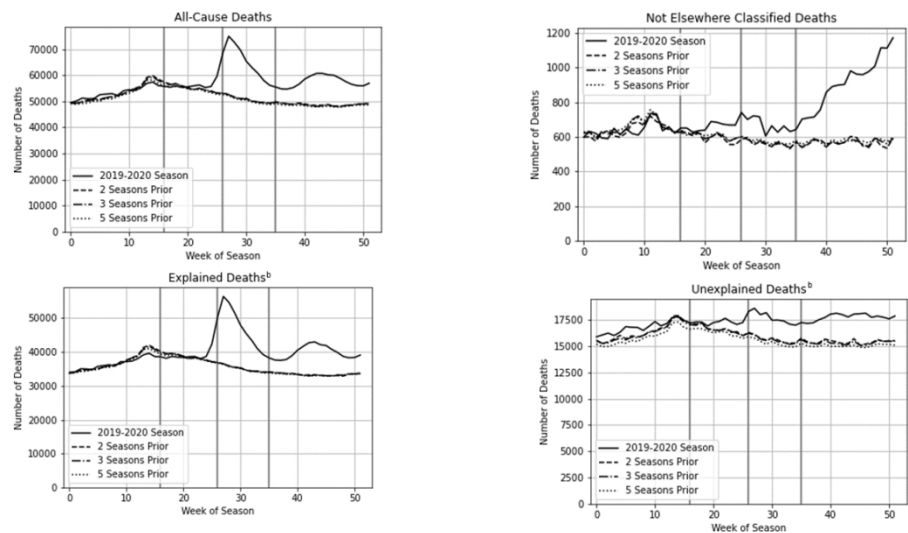 All-Cause Deaths
70000
60000
50000
40000
30000
20000
10000
0
Number of Deaths
2019-2020 Season
2 Seasons Prior
3 Seasons Prior
5 Seasons Prior
0 10 20 30 40 50
Week of Season
Not Elsewhere Classified Deaths
1200
1000
800
600
400
200
0
Number of Deaths
2019-2020 Season
2 Seasons Prior
3 Seasons Prior
5 Seasons Prior
0 10 20 30 40 50
Week of Season
Explained Deathsb
50000
40000
30000
20000
10000
0
Number of Deaths
2019-2020 Season
2 Seasons Prior
3 Seasons Prior
5 Seasons Prior
0 10 20 30 40 50
Week of Season
Unexplained Deathsb
17500
15000
12500
10000
7500
5000
2500
0
Number of Deaths
2019-2020 Season
2 Seasons Prior
3 Seasons Prior
5 Seasons Prior
0 10 20 30 40 50
Week of Season